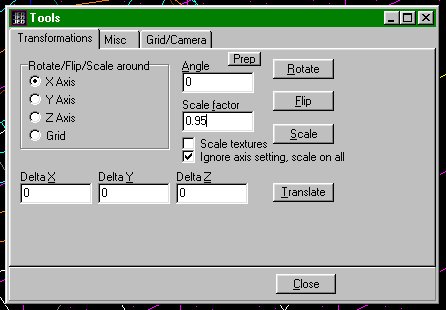 Tools
Transformations Misc Grid/Camera
Rotate/Flip/Scale around
X Axis
Y Axis
Z Axis
Grid
Angle Prep
0
Rotate
Flip
Scale factor
0.95
Scale
Scale textures
Ignore axis setting, scale on all
Delta X Delta Y Delta Z
0 0 0
Translate
Close